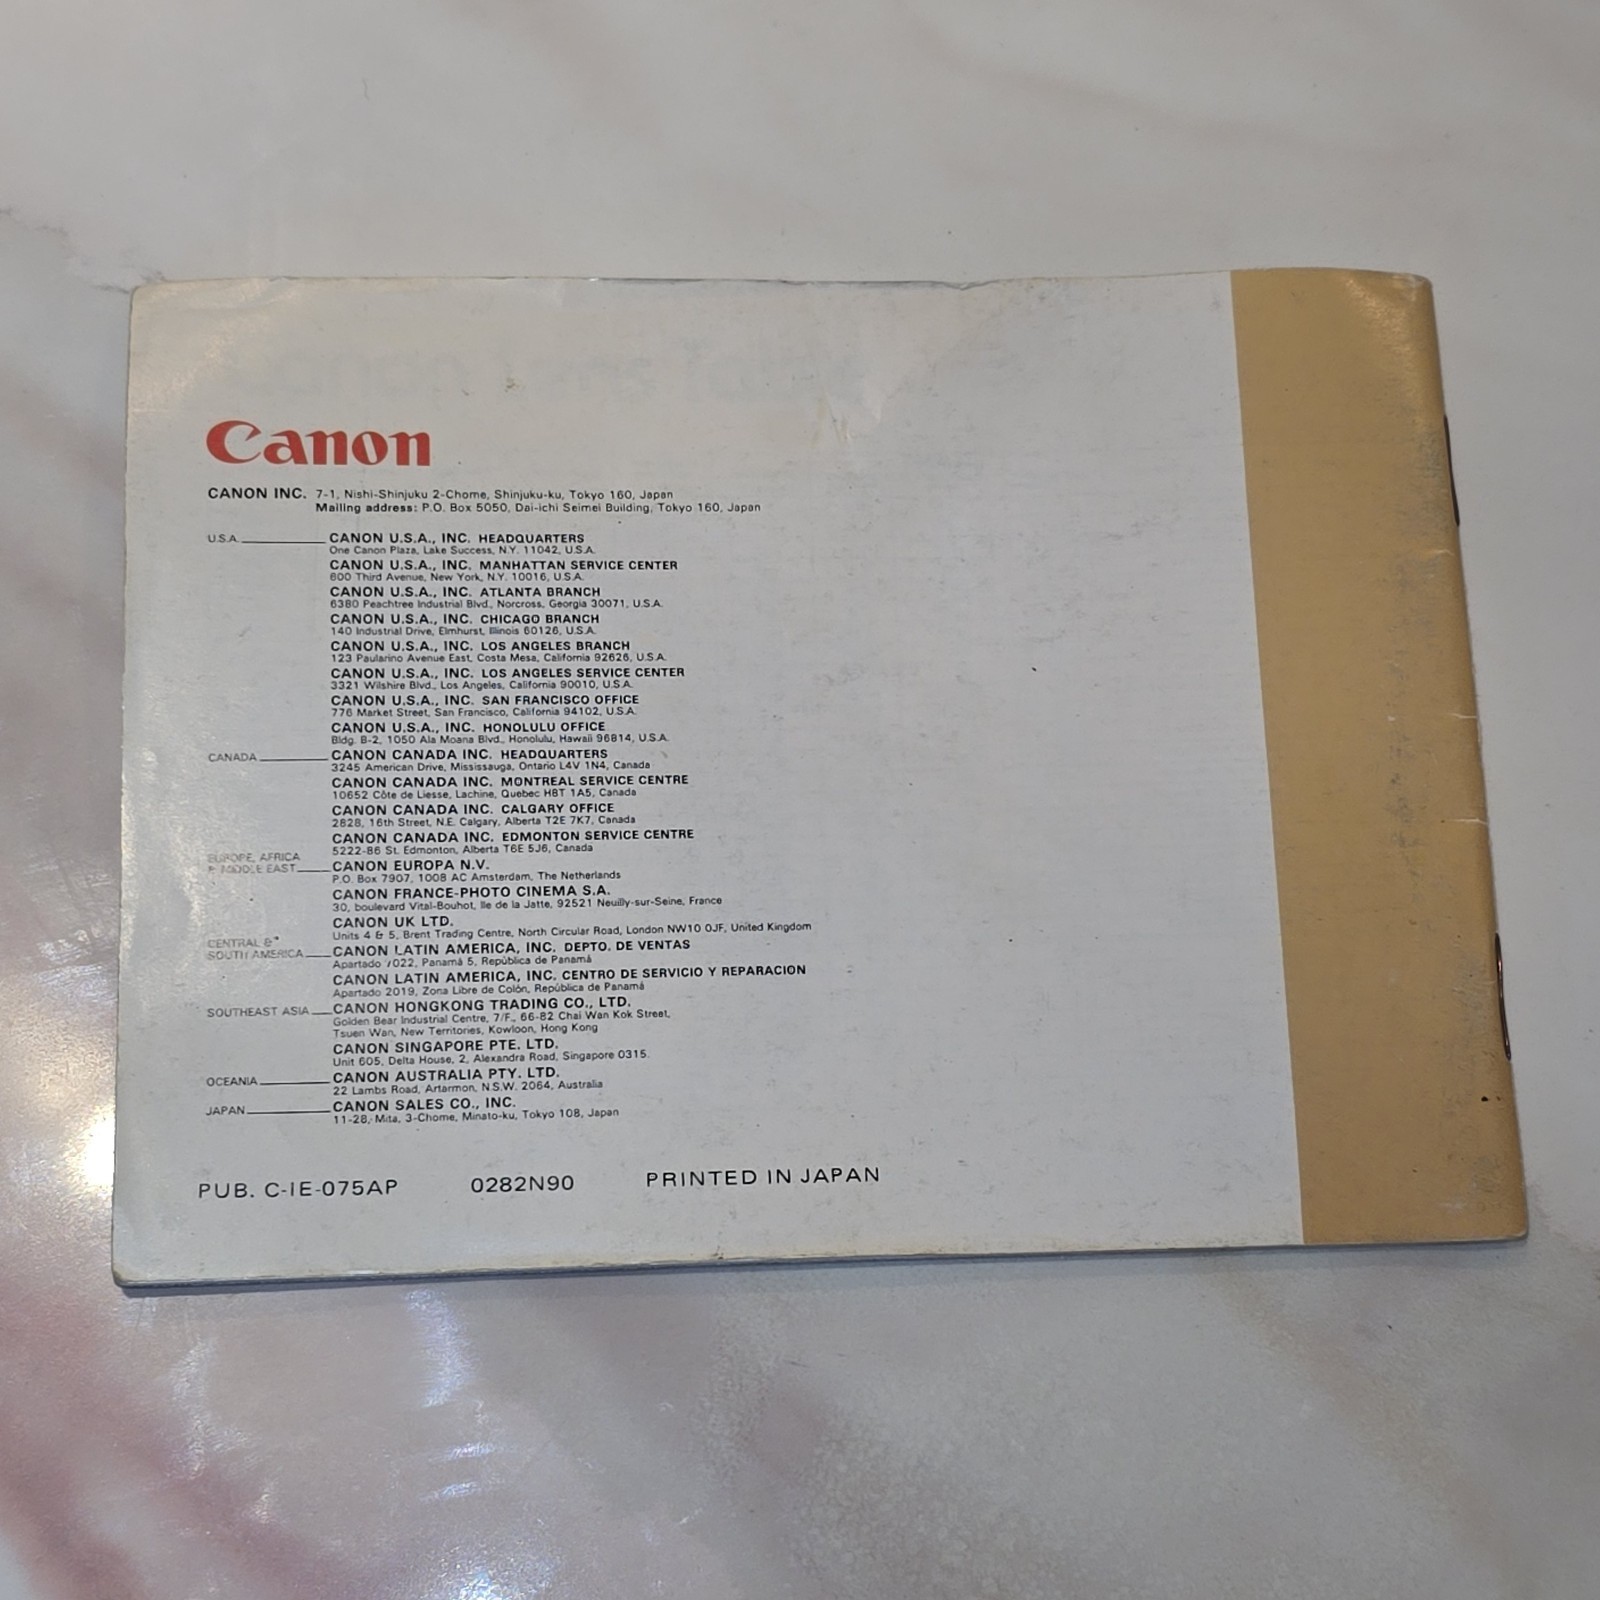 Canon
CANON INC. 7-1, Nishi-Shinjuku 2-Chome, Shinjuku-ku, Tokyo 160, Japan
Mailing address: P.O. Box 5050, Dai-ichi Seimei Building, Tokyo 160, Japan
U.S.A. CANON U.S.A., INC. HEADQUARTERS
One Canon Plaza, Lake Success, N.Y. 11042, U.S.A.
CANON U.S.A., INC. MANHATTAN SERVICE CENTER
600 Third Avenue, New York, N.Y. 10016, U.S.A.
CANON U.S.A., INC. ATLANTA BRANCH
6380 Peachtree Industrial Blvd., Norcross, Georgia 30071, U.S.A.
CANON U.S.A., INC. CHICAGO BRANCH
140 Industrial Drive, Elmhurst, Illinois 60126, U.S.A.
CANON U.S.A., INC. LOS ANGELES BRANCH
123 Paularino Avenue East, Costa Mesa, California 92626, U.S.A.
CANON U.S.A., INC. LOS ANGELES SERVICE CENTER
3321 Wilshire Blvd., Los Angeles, California 90010, U.S.A.
CANON U.S.A., INC. SAN FRANCISCO OFFICE
776 Market Street, San Francisco, California 94102, U.S.A.
CANON U.S.A., INC. HONOLULU OFFICE
Bldg. B-2, 1050 Ala Moana Blvd., Honolulu, Hawaii 96814, U.S.A.
CANADA CANON CANADA INC. HEADQUARTERS
3245 American Drive, Mississauga, Ontario L4V 1N4, Canada
CANON CANADA INC. MONTREAL SERVICE CENTRE
10652 Côte de Liesse, Lachine, Quebec H8T 1A5, Canada
CANON CANADA INC. CALGARY OFFICE
2828, 16th Street, N.E. Calgary, Alberta T2E 7K7, Canada
CANON CANADA INC. EDMONTON SERVICE CENTRE
5222-86 St. Edmonton, Alberta T6E 5J6, Canada
EUROPE, AFRICA
& MIDDLE EAST CANON EUROPA N.V.
P.O. Box 7907, 1008 AC Amsterdam, The Netherlands
CANON FRANCE-PHOTO CINEMA S.A.
30, boulevard Vital-Bouhot, Ile de la Jatte, 92521 Neuilly-sur-Seine, France
CANON UK LTD.
Units 4 & 5, Brent Trading Centre, North Circular Road, London NW10 0JF, United Kingdom
CENTRAL &
SOUTH AMERICA CANON LATIN AMERICA, INC. DEPTO. DE VENTAS
Apartado 7022, Panamá 5, República de Panamá
CANON LATIN AMERICA, INC. CENTRO DE SERVICIO Y REPARACION
Apartado 2019, Zona Libre de Colón, República de Panamá
SOUTHEAST ASIA CANON HONGKONG TRADING CO., LTD.
Golden Bear Industrial Centre, 7/F., 66-82 Chai Wan Kok Street,
Tsuen Wan, New Territories, Kowloon, Hong Kong
CANON SINGAPORE PTE. LTD.
Unit 605, Delta House, 2, Alexandra Road, Singapore 0315.
OCEANIA CANON AUSTRALIA PTY. LTD.
22 Lambs Road, Artarmon, N.S.W. 2064, Australia
JAPAN CANON SALES CO., INC.
11-28, Mita, 3-Chome, Minato-ku, Tokyo 108, Japan
PUB. C-IE-075AP 0282N90 PRINTED IN JAPAN